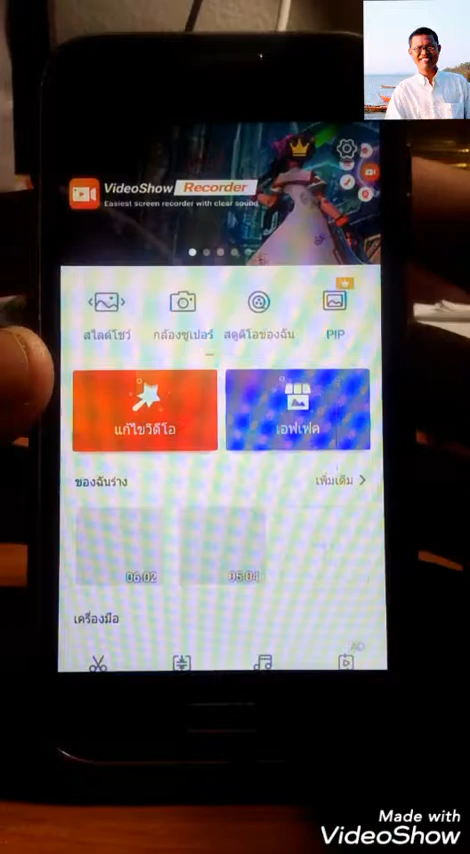 VideoShow Recorder
Easiest screen recorder with clear sound
สไลด์โชว์ กล้องซูเปอร์ สตูดิโอของฉัน PIP
แก้ไขวิดีโอ เอฟเฟค
ของฉันร่าง เพิ่มเติม
06:02 05:04
เครื่องมือ
AD
Made with
VideoShow